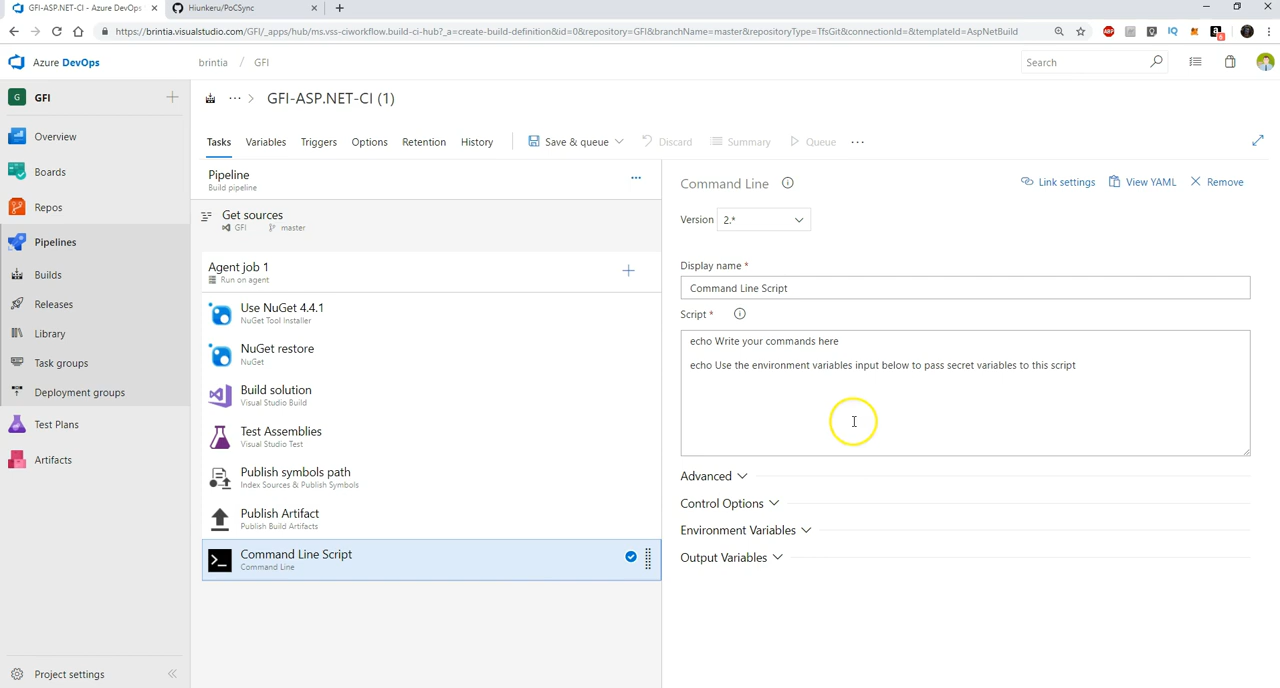 GFI-ASP.NET-CI - Azure DevOps
Hiunkeru/PoCSync
https://brintia.visualstudio.com/GFI/_apps/hub/ms.vss-ciworkflow.build-ci-hub?_a=create-build-definition&id=0&repository=GFI&branchName=master&repositoryType=TfsGit&connectionId=&templateId=AspNetBuild
ABP
IQ
a
Azure DevOps
brintia / GFI
Search
G GFI
GFI-ASP.NET-CI (1)
Overview
Boards
Repos
Pipelines
Builds
Releases
Library
Task groups
Deployment groups
Test Plans
Artifacts
Project settings
Tasks Variables Triggers Options Retention History Save & queue Discard Summary Queue
Pipeline
Build pipeline
Get sources
GFI master
Agent job 1
Run on agent
Use NuGet 4.4.1
NuGet Tool Installer
NuGet restore
NuGet
Build solution
Visual Studio Build
Test Assemblies
Visual Studio Test
Publish symbols path
Index Sources & Publish Symbols
Publish Artifact
Publish Build Artifacts
Command Line Script
Command Line
Command Line
Link settings View YAML Remove
Version 2.*
Display name *
Command Line Script
Script *
echo Write your commands here
echo Use the environment variables input below to pass secret variables to this script
Advanced
Control Options
Environment Variables
Output Variables